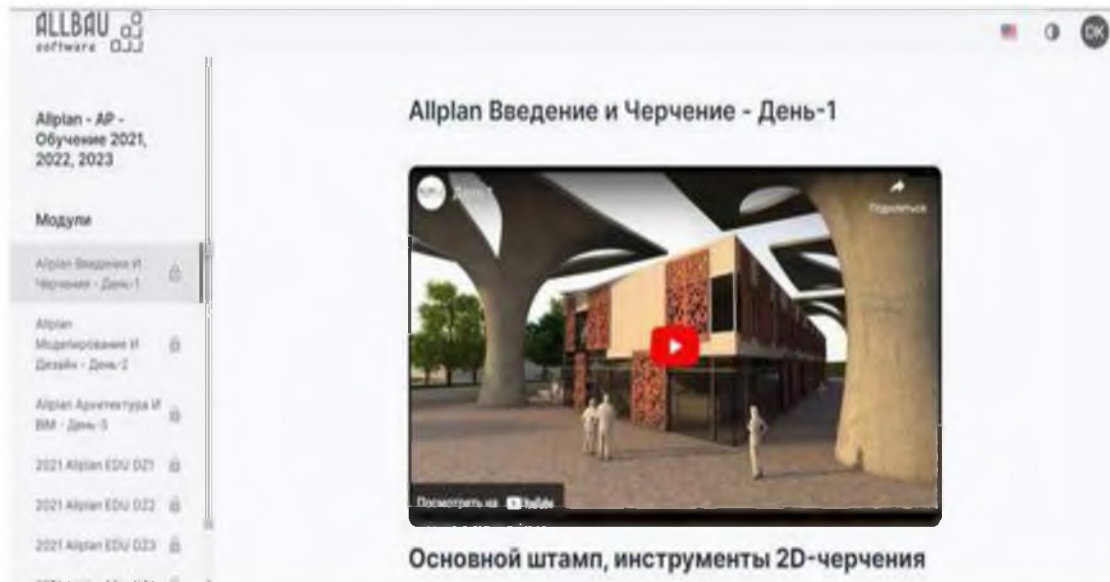 ALLBAU
software
DK
Allplan - AP -
Обучение 2021,
2022, 2023
Модули
Allplan Введение И
Черчение - День-1
Allplan
Моделирование И
Дизайн - День-2
Allplan Архитектура И
BIM - День-3
2021 Allplan EDU DZ1
2021 Allplan EDU DZ2
2021 Allplan EDU DZ3
Allplan Введение и Черчение - День-1
День 1
Поделиться
Посмотреть на YouTube
Основной штамп, инструменты 2D-черчения